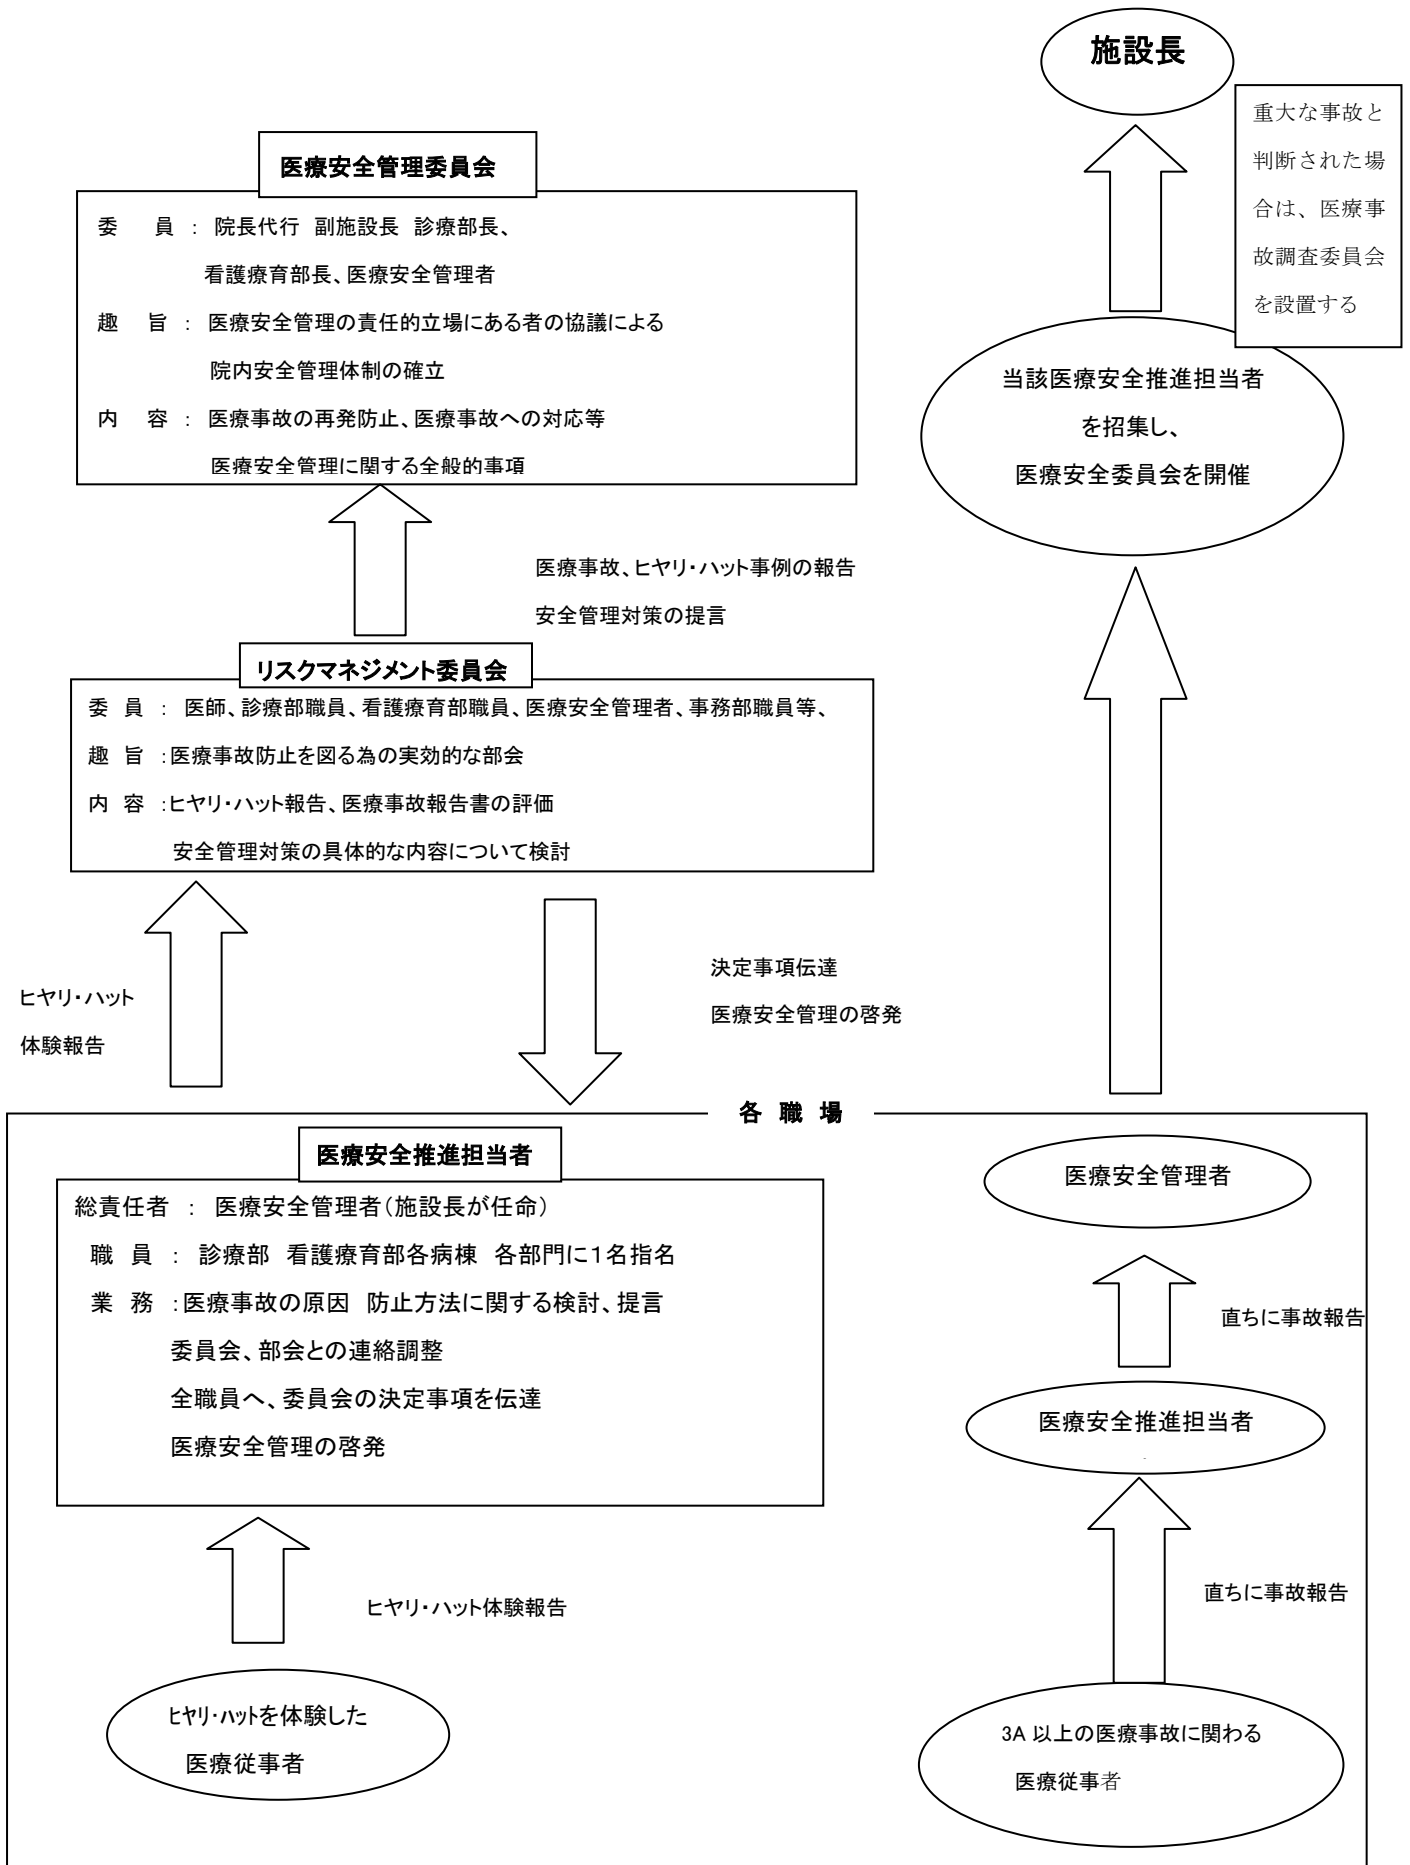 施設長
重大な事故と
判断された場
合は、医療事
故調査委員会
を設置する
医療安全管理委員会
委　員 ： 院長代行 副施設長 診療部長、
看護療育部長、医療安全管理者
趣　旨 ： 医療安全管理の責任的立場にある者の協議による
院内安全管理体制の確立
内　容 ： 医療事故の再発防止、医療事故への対応等
医療安全管理に関する全般的事項
当該医療安全推進担当者
を招集し、
医療安全委員会を開催
医療事故、ヒヤリ・ハット事例の報告
安全管理対策の提言
リスクマネジメント委員会
委 員 ： 医師、診療部職員、看護療育部職員、医療安全管理者、事務部職員等、
趣 旨 ：医療事故防止を図る為の実効的な部会
内 容 ：ヒヤリ・ハット報告、医療事故報告書の評価
安全管理対策の具体的な内容について検討
ヒヤリ・ハット
体験報告
決定事項伝達
医療安全管理の啓発
各 職 場
医療安全推進担当者
総責任者 ： 医療安全管理者（施設長が任命）
職 員 ： 診療部 看護療育部各病棟 各部門に１名指名
業 務 ：医療事故の原因 防止方法に関する検討、提言
委員会、部会との連絡調整
全職員へ、委員会の決定事項を伝達
医療安全管理の啓発
ヒヤリ・ハット体験報告
ﾋﾔﾘ・ﾊｯﾄを体験した
医療従事者
医療安全管理者
直ちに事故報告
医療安全推進担当者
直ちに事故報告
3A 以上の医療事故に関わる
医療従事者